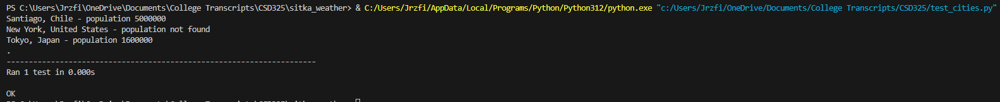 PS C:\Users\Jrzfi\OneDrive\Documents\College Transcripts\CSD325\sitka_weather> & C:/Users/Jrzfi/AppData/Local/Programs/Python/Python312/python.exe "c:/Users/Jrzfi/OneDrive/Documents/College Transcripts/CSD325/test_cities.py"
Santiago, Chile - population 5000000
New York, United States - population not found
Tokyo, Japan - population 1600000
.
----------------------------------------------------------------------
Ran 1 test in 0.000s
OK